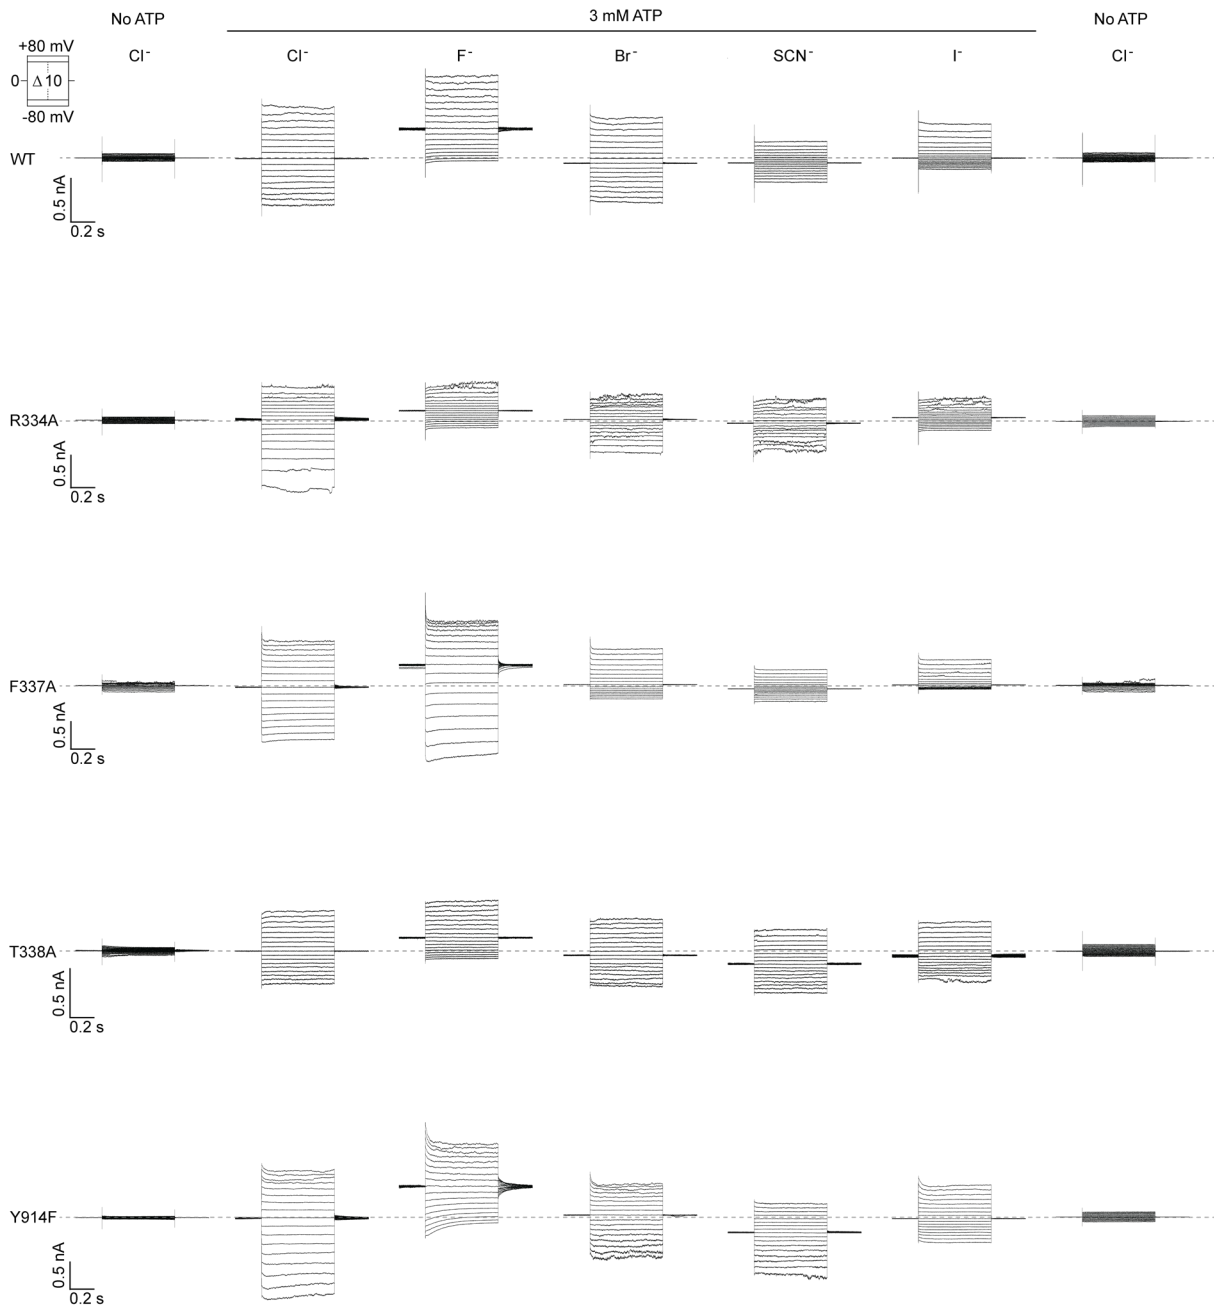 No ATP 3 mM ATP No ATP
+80 mV Cl⁻ Cl⁻ F⁻ Br⁻ SCN⁻ I⁻ Cl⁻
0 Δ10
-80 mV
WT
0.5 nA
0.2 s
R334A
0.5 nA
0.2 s
F337A
0.5 nA
0.2 s
T338A
0.5 nA
0.2 s
Y914F
0.5 nA
0.2 s